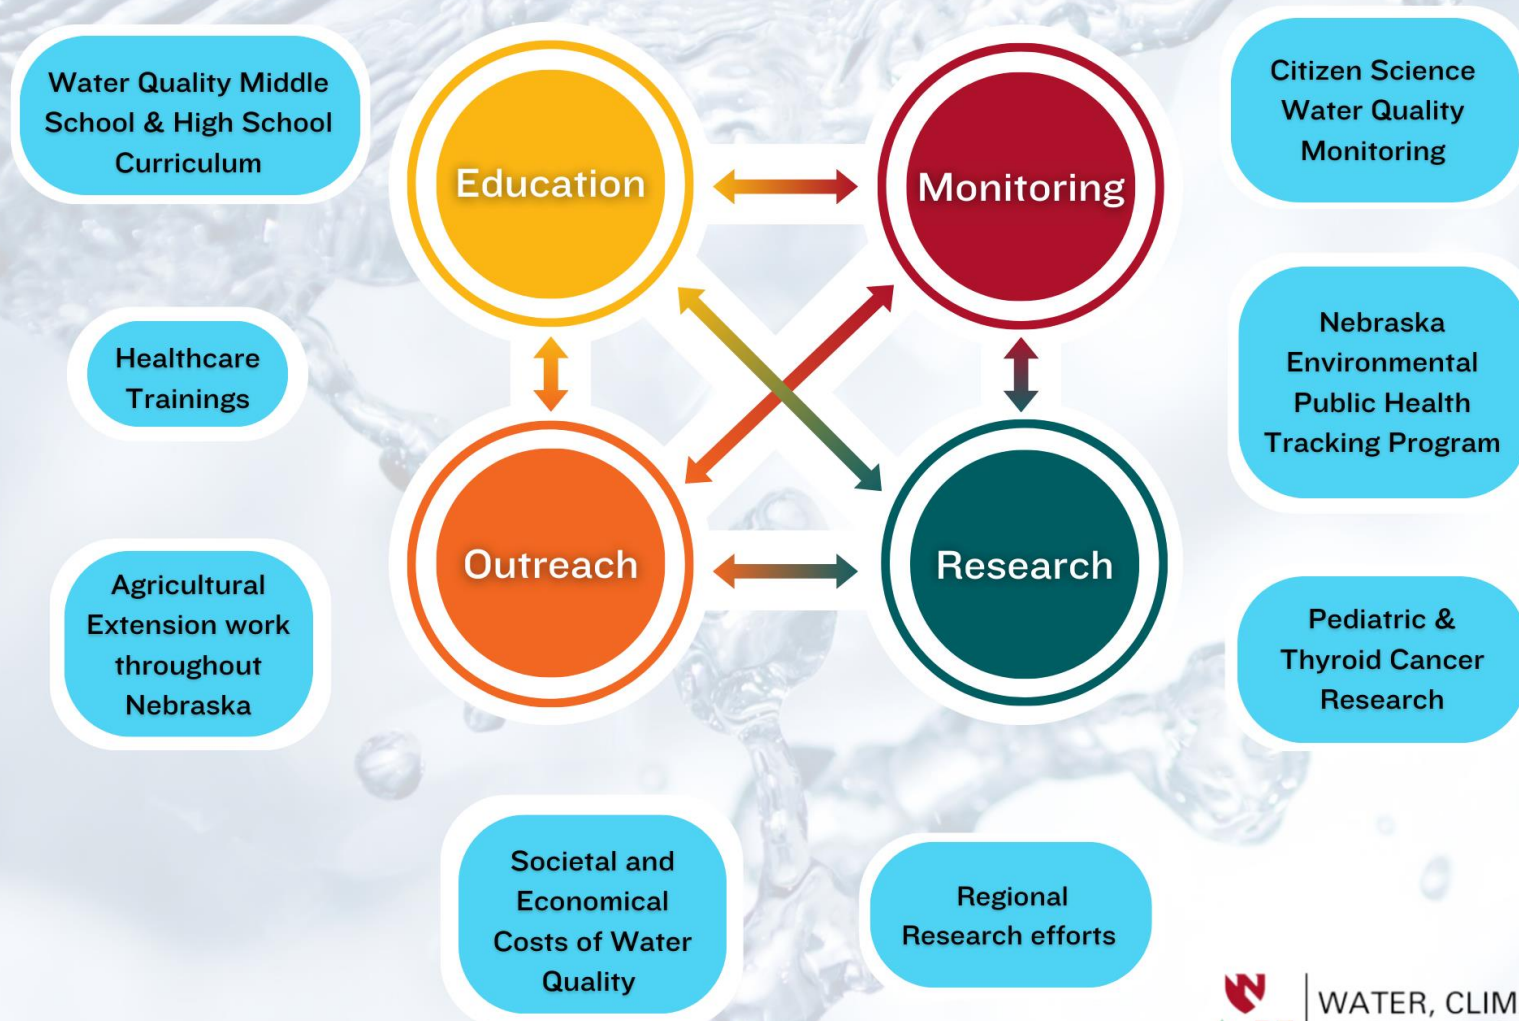 Water Quality Middle
School & High School
Curriculum
Education
Monitoring
Citizen Science
Water Quality
Monitoring
Healthcare
Trainings
Nebraska
Environmental
Public Health
Tracking Program
Agricultural
Extension work
throughout
Nebraska
Outreach
Research
Pediatric &
Thyroid Cancer
Research
Societal and
Economical
Costs of Water
Quality
Regional
Research efforts
N
WATER, CLIM